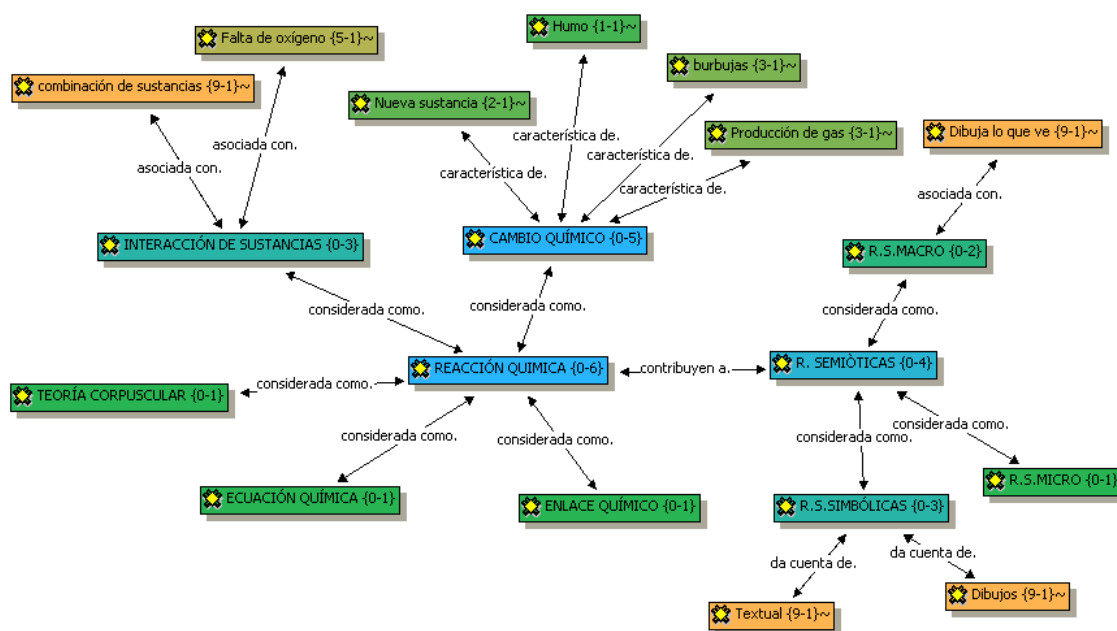 Humo {1-1}~
Falta de oxígeno {5-1}~
burbujas {3-1}~
combinación de sustancias {9-1}~
Nueva sustancia {2-1}~
Producción de gas {3-1}~
Dibuja lo que ve {9-1}~
característica de.
asociada con.
característica de.
asociada con.
característica de.
característica de.
asociada con.
INTERACCIÓN DE SUSTANCIAS {0-3}
CAMBIO QUÍMICO {0-5}
R.S.MACRO {0-2}
considerada como.
considerada como.
considerada como.
REACCIÓN QUIMICA {0-6}
contribuyen a.
R. SEMIÒTICAS {0-4}
considerada como.
TEORÍA CORPUSCULAR {0-1}
considerada como.
considerada como.
considerada como.
considerada como.
R.S.MICRO {0-1}
ECUACIÓN QUÍMICA {0-1}
ENLACE QUÍMICO {0-1}
R.S.SIMBÓLICAS {0-3}
da cuenta de.
da cuenta de.
Dibujos {9-1}~
Textual {9-1}~